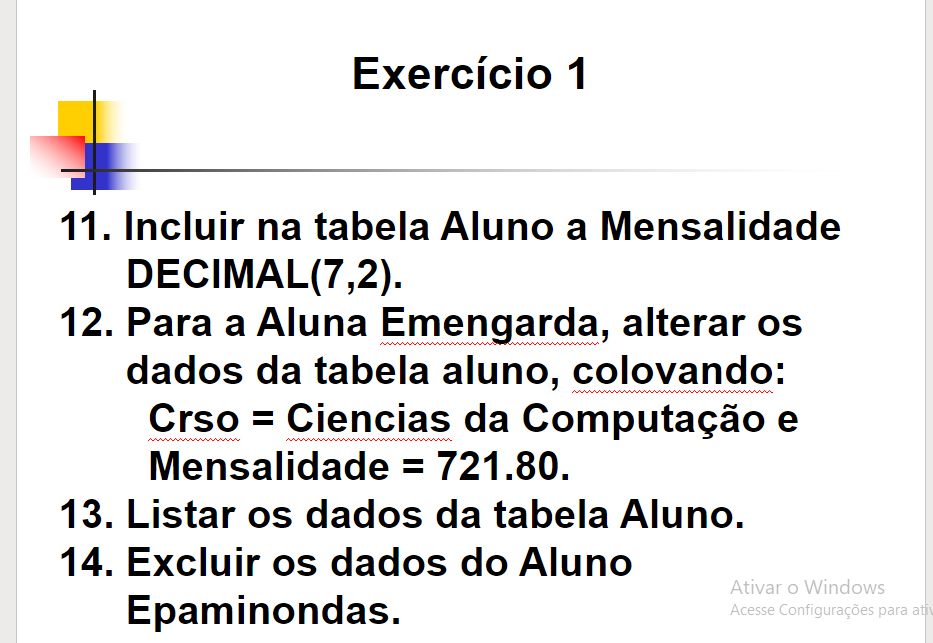 Exercício 1
11. Incluir na tabela Aluno a Mensalidade
DECIMAL(7,2).
12. Para a Aluna Emengarda, alterar os
dados da tabela aluno, colovando:
Crso = Ciencias da Computação e
Mensalidade = 721.80.
13. Listar os dados da tabela Aluno.
14. Excluir os dados do Aluno
Epaminondas.
Ativar o Windows
Acesse Configurações para